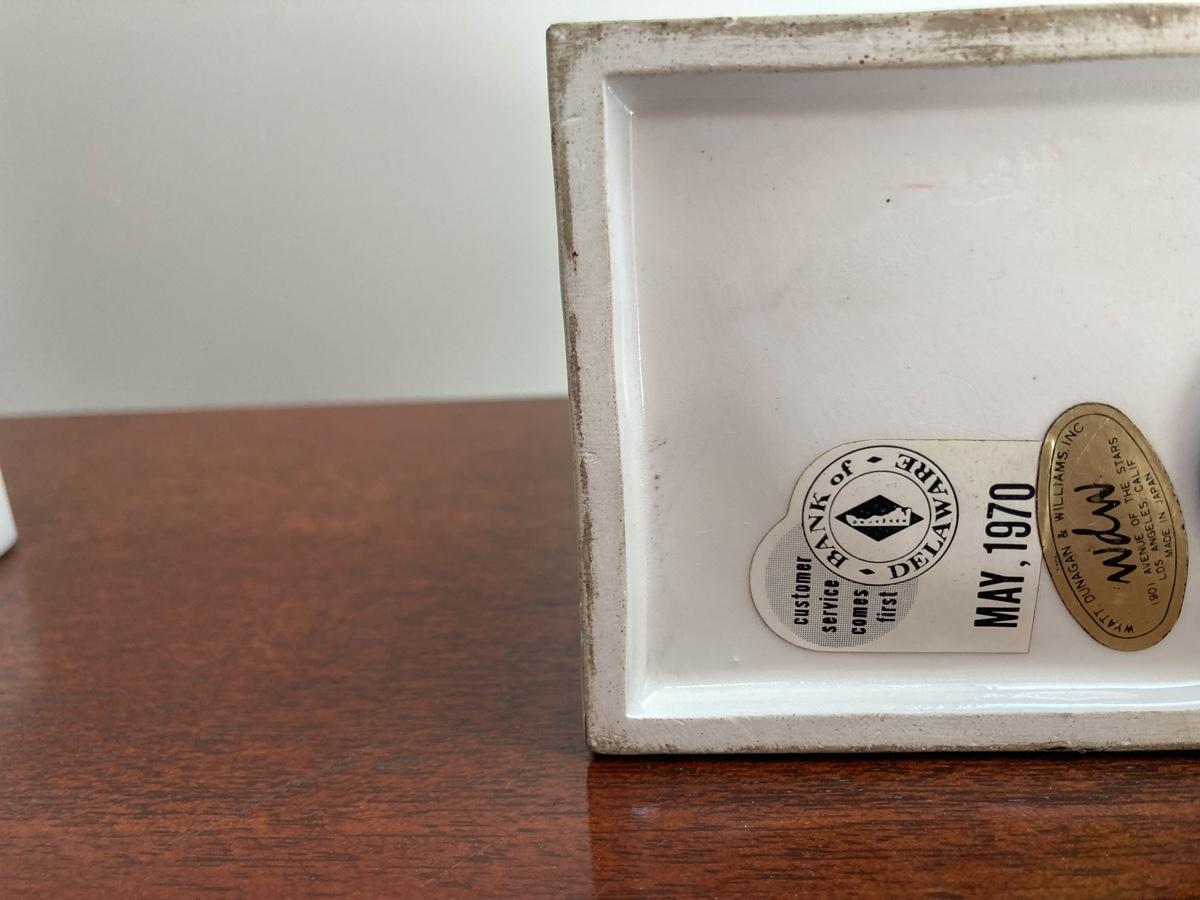 BANK of • DELAWARE •
customer
service
comes
first
MAY, 1970
WYATT, DUNAGAN & WILLIAMS, INC
WdW
1901 AVENUE OF THE STARS
LOS ANGELES, CALIF
MADE IN JAPAN